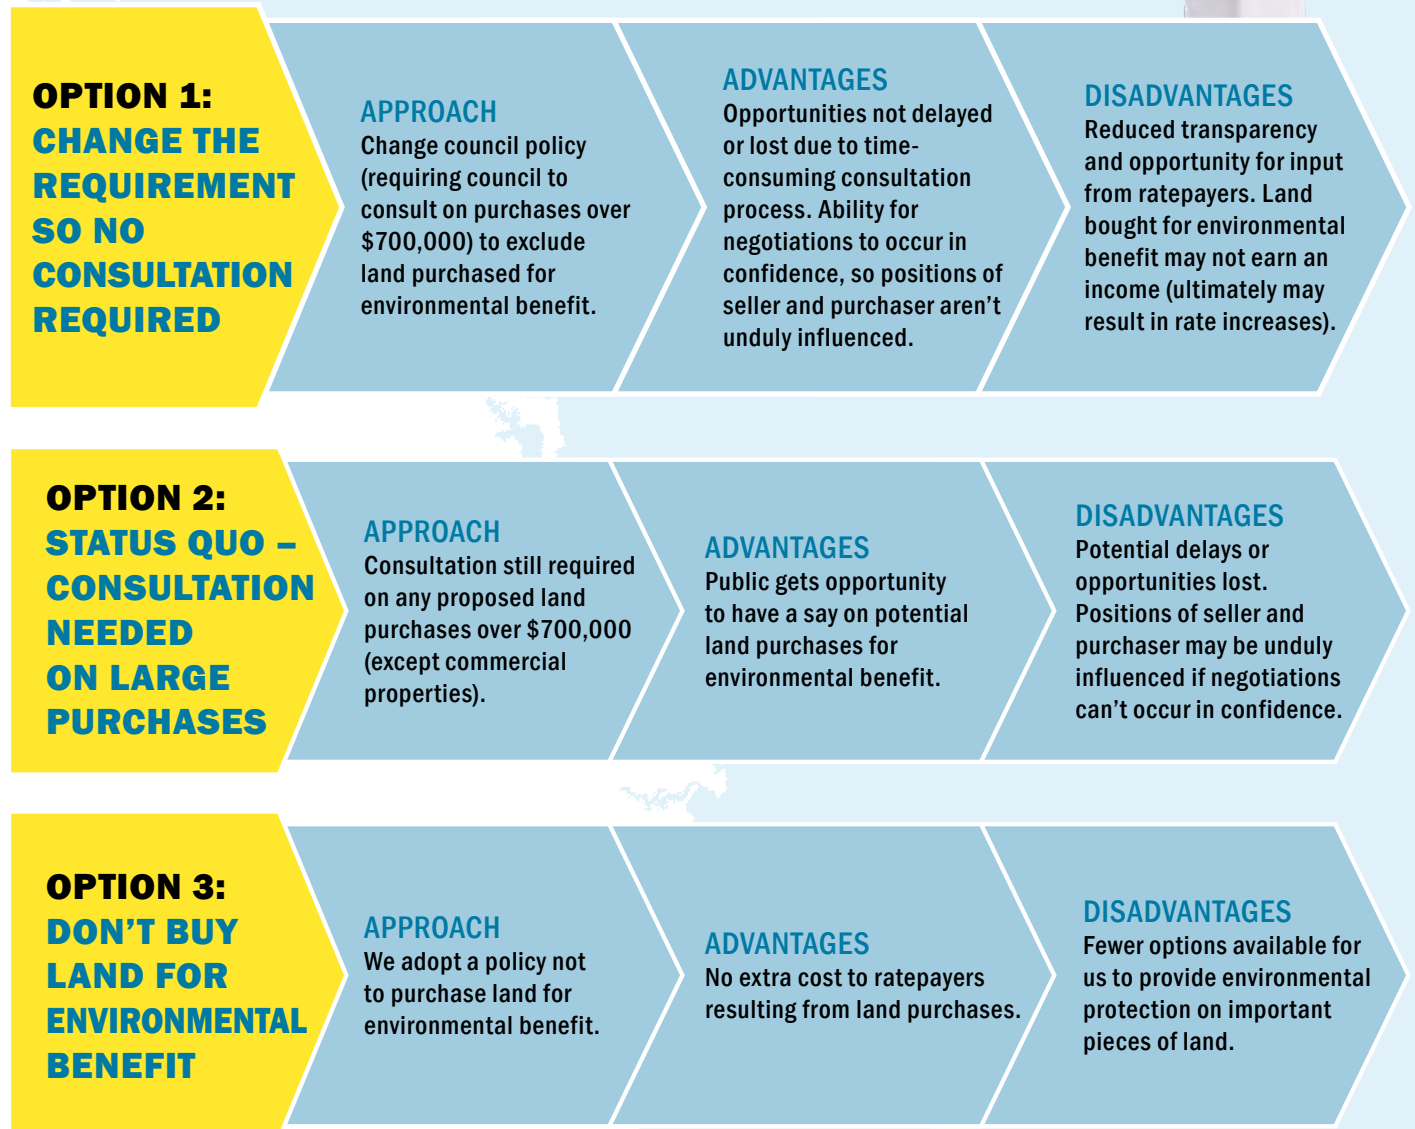 OPTION 1:
CHANGE THE
REQUIREMENT
SO NO
CONSULTATION
REQUIRED
APPROACH
Change council policy
(requiring council to
consult on purchases over
$700,000) to exclude
land purchased for
environmental benefit.
ADVANTAGES
Opportunities not delayed
or lost due to time-
consuming consultation
process. Ability for
negotiations to occur in
confidence, so positions of
seller and purchaser aren't
unduly influenced.
DISADVANTAGES
Reduced transparency
and opportunity for input
from ratepayers. Land
bought for environmental
benefit may not earn an
income (ultimately may
result in rate increases).
OPTION 2:
STATUS QUO –
CONSULTATION
NEEDED
ON LARGE
PURCHASES
APPROACH
Consultation still required
on any proposed land
purchases over $700,000
(except commercial
properties).
ADVANTAGES
Public gets opportunity
to have a say on potential
land purchases for
environmental benefit.
DISADVANTAGES
Potential delays or
opportunities lost.
Positions of seller and
purchaser may be unduly
influenced if negotiations
can't occur in confidence.
OPTION 3:
DON'T BUY
LAND FOR
ENVIRONMENTAL
BENEFIT
APPROACH
We adopt a policy not
to purchase land for
environmental benefit.
ADVANTAGES
No extra cost to ratepayers
resulting from land purchases.
DISADVANTAGES
Fewer options available for
us to provide environmental
protection on important
pieces of land.